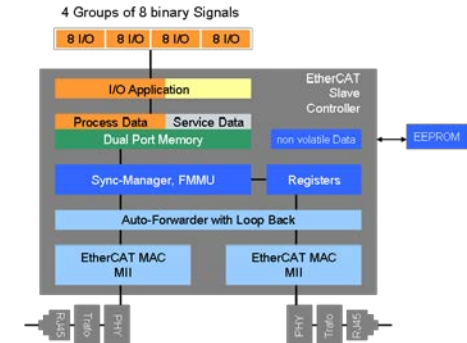 4 Groups of 8 binary Signals
8 I/O 8 I/O 8 I/O 8 I/O
EtherCAT
Slave
Controller
I/O Application
Process Data Service Data
Dual Port Memory
non volatile Data
EEPROM
Sync-Manager, FMMU
Registers
Auto-Forwarder with Loop Back
EtherCAT MAC
MII
EtherCAT MAC
MII
RJ45 Trafo PHY PHY Trafo RJ45